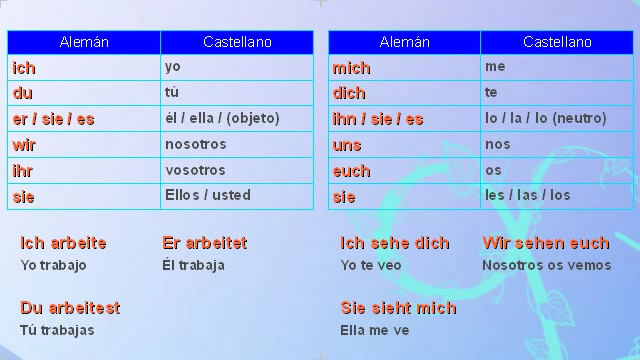 Alemán Castellano
ich yo
du tú
er / sie / es él / ella / (objeto)
wir nosotros
ihr vosotros
sie Ellos / usted
Alemán Castellano
mich me
dich te
ihn / sie / es lo / la / lo (neutro)
uns nos
euch os
sie les / las / los
Ich arbeite Er arbeitet
Yo trabajo Él trabaja
Du arbeitest
Tú trabajas
Ich sehe dich Wir sehen euch
Yo te veo Nosotros os vemos
Sie sieht mich
Ella me ve